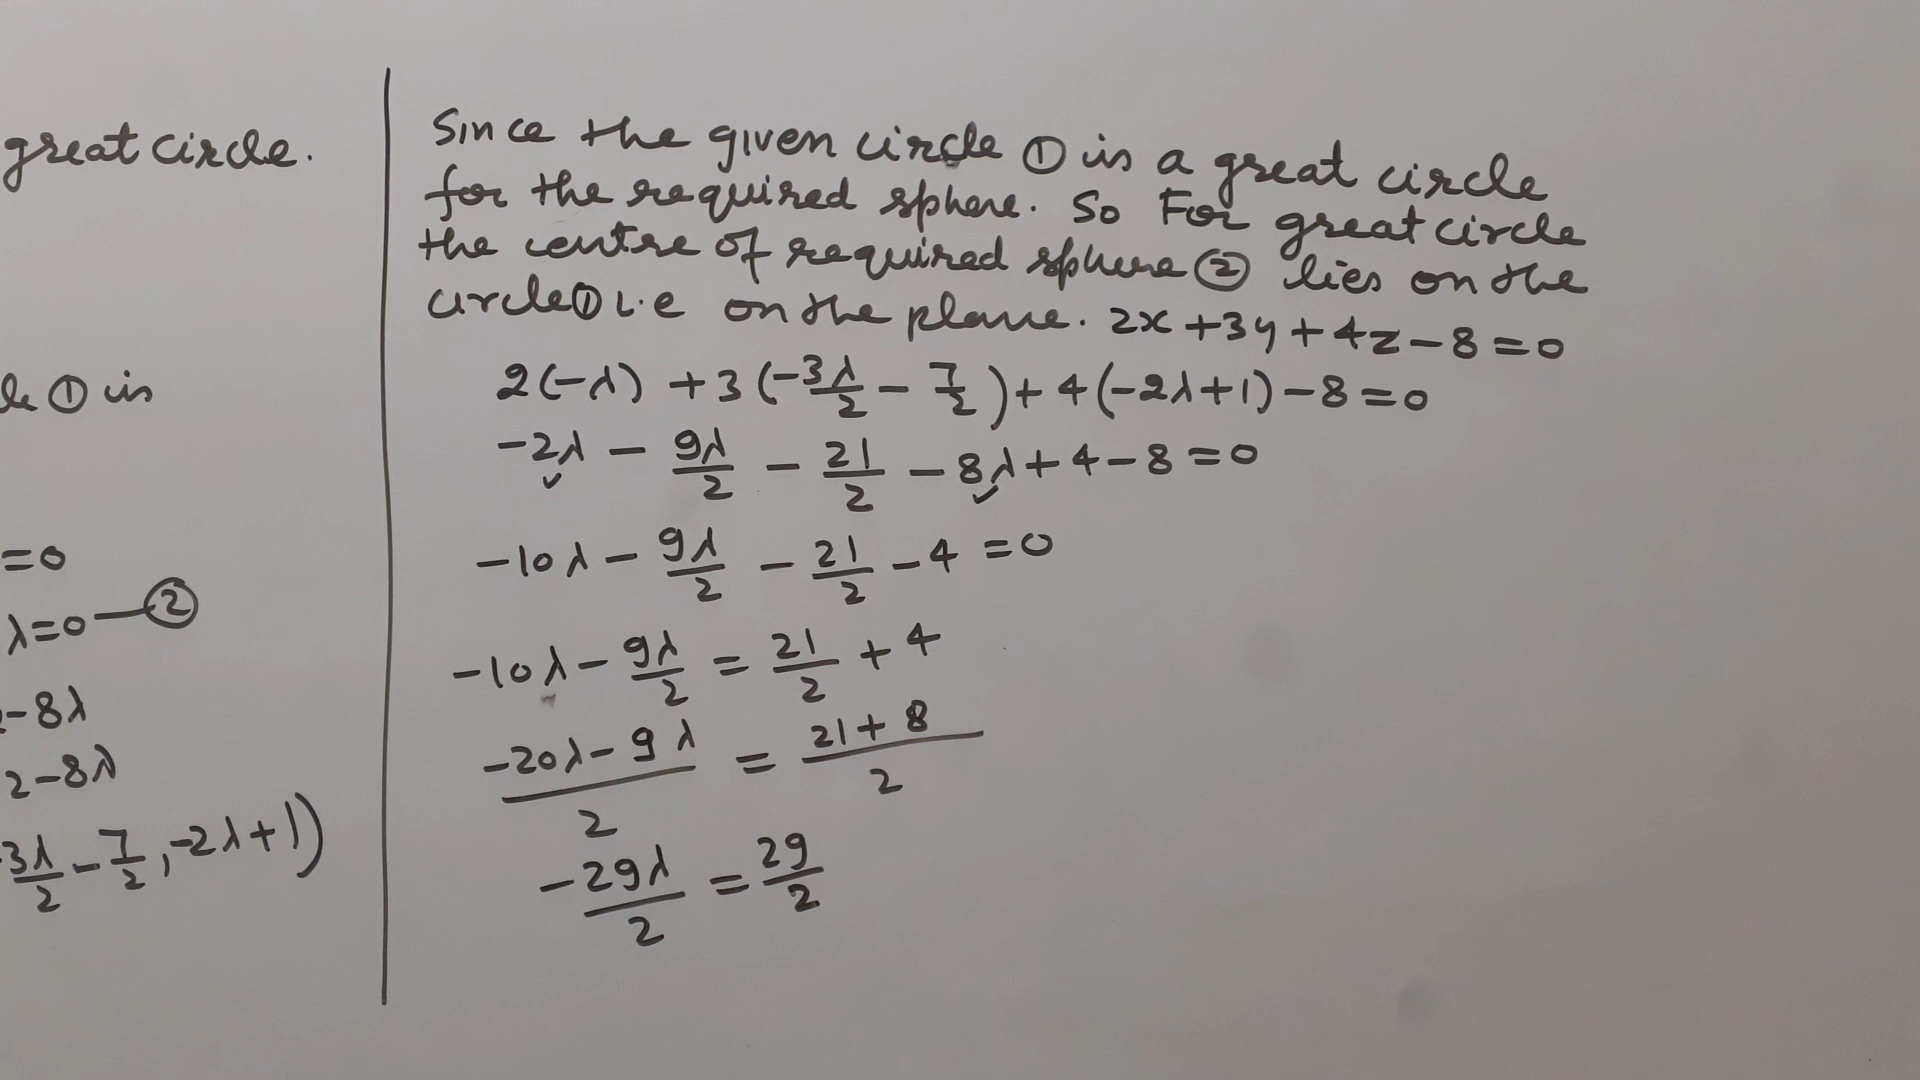 great circle.
le ① is
=0
λ=0 — ②
-8λ
2-8λ
3λ/2 - 7/2, -2λ+1)
Since the given circle ① is a great circle
for the required sphere. So For great circle
the centre of required sphere ② lies on the
circle ① i.e on the plane. 2x+3y+4z-8=0
2(-λ) +3(-3λ/2 - 7/2)+4(-2λ+1)-8=0
-2λ - 9λ/2 - 21/2 - 8λ+4-8=0
-10λ - 9λ/2 - 21/2 -4 =0
-10λ - 9λ/2 = 21/2 + 4
(-20λ-9λ)/2 = (21+8)/2
-29λ/2 = 29/2